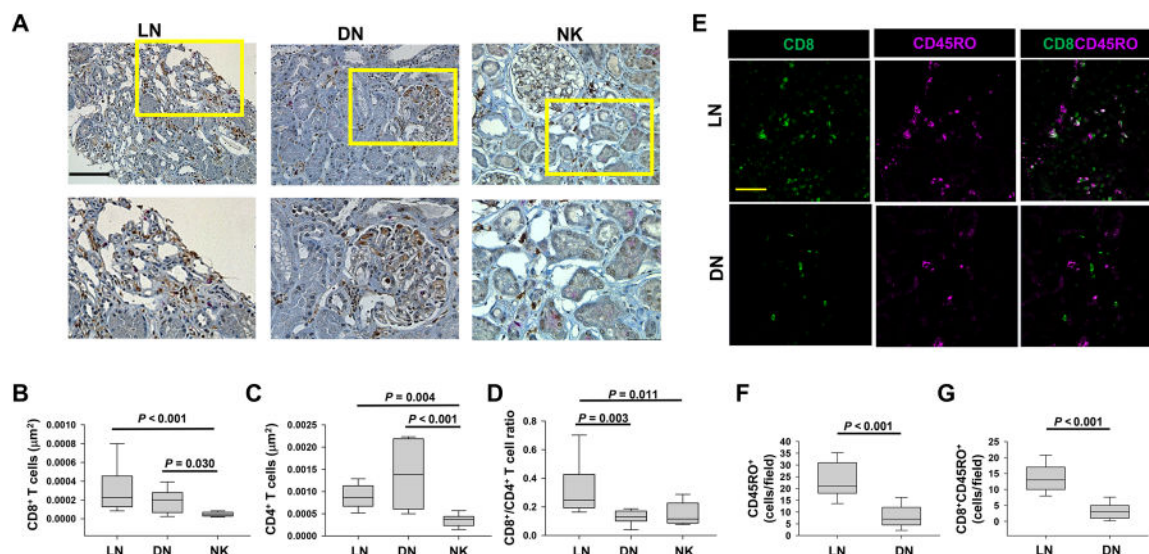 A
LN
DN
NK
E
CD8
CD45RO
CD8CD45RO
LN
DN
B
P < 0.001
P = 0.030
CD8⁺ T cells (μm²)
0.0010
0.0008
0.0006
0.0004
0.0002
0.0000
LN DN NK
C
P = 0.004
P < 0.001
CD4⁺ T cells (μm²)
0.0025
0.0020
0.0015
0.0010
0.0005
0.0000
LN DN NK
D
P = 0.011
P = 0.003
CD8⁺/CD4⁺ T cell ratio
0.8
0.6
0.4
0.2
0.0
LN DN NK
F
P < 0.001
CD45RO⁺
(cells/field)
40
35
30
25
20
15
10
5
0
LN DN
G
P < 0.001
CD8⁺CD45RO⁺
(cells/field)
25
20
15
10
5
0
LN DN